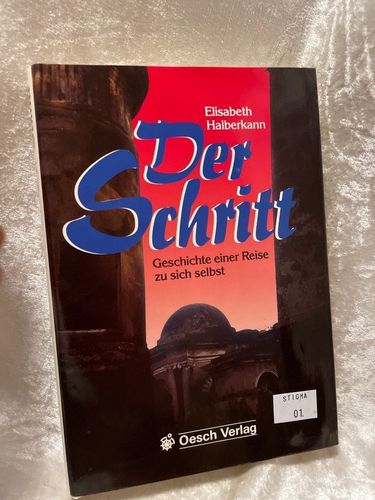 Elisabeth
Halberkann
Der
Schritt
Geschichte einer Reise
zu sich selbst
STIGMA
01
Oesch Verlag